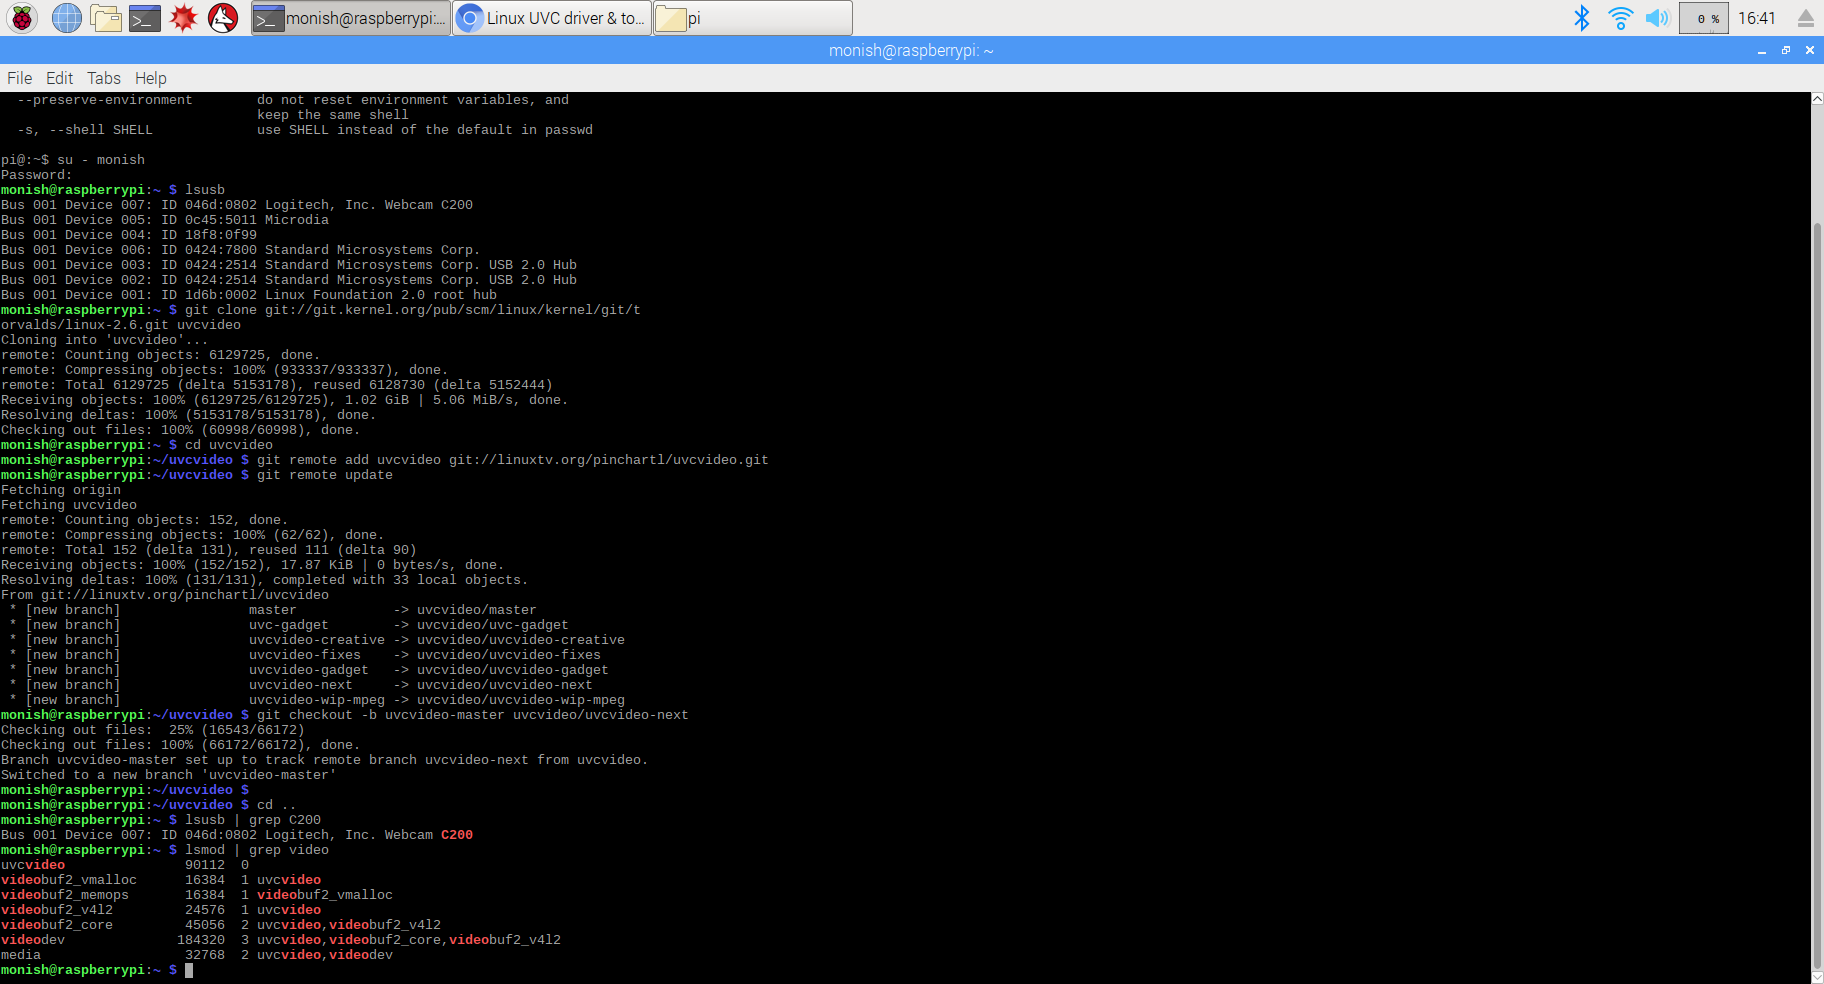 monish@raspberrypi:... Linux UVC driver & to... pi 0 % 16:41
monish@raspberrypi: ~
File Edit Tabs Help
--preserve-environment        do not reset environment variables, and
                              keep the same shell
-s, --shell SHELL             use SHELL instead of the default in passwd
pi@:~$ su - monish
Password:
monish@raspberrypi:~ $ lsusb
Bus 001 Device 007: ID 046d:0802 Logitech, Inc. Webcam C200
Bus 001 Device 005: ID 0c45:5011 Microdia
Bus 001 Device 004: ID 18f8:0f99
Bus 001 Device 006: ID 0424:7800 Standard Microsystems Corp.
Bus 001 Device 003: ID 0424:2514 Standard Microsystems Corp. USB 2.0 Hub
Bus 001 Device 002: ID 0424:2514 Standard Microsystems Corp. USB 2.0 Hub
Bus 001 Device 001: ID 1d6b:0002 Linux Foundation 2.0 root hub
monish@raspberrypi:~ $ git clone git://git.kernel.org/pub/scm/linux/kernel/git/t
orvalds/linux-2.6.git uvcvideo
Cloning into 'uvcvideo'...
remote: Counting objects: 6129725, done.
remote: Compressing objects: 100% (933337/933337), done.
remote: Total 6129725 (delta 5153178), reused 6128730 (delta 5152444)
Receiving objects: 100% (6129725/6129725), 1.02 GiB | 5.06 MiB/s, done.
Resolving deltas: 100% (5153178/5153178), done.
Checking out files: 100% (60998/60998), done.
monish@raspberrypi:~ $ cd uvcvideo
monish@raspberrypi:~/uvcvideo $ git remote add uvcvideo git://linuxtv.org/pinchartl/uvcvideo.git
monish@raspberrypi:~/uvcvideo $ git remote update
Fetching origin
Fetching uvcvideo
remote: Counting objects: 152, done.
remote: Compressing objects: 100% (62/62), done.
remote: Total 152 (delta 131), reused 111 (delta 90)
Receiving objects: 100% (152/152), 17.87 KiB | 0 bytes/s, done.
Resolving deltas: 100% (131/131), completed with 33 local objects.
From git://linuxtv.org/pinchartl/uvcvideo
 * [new branch]                master            -> uvcvideo/master
 * [new branch]                uvc-gadget        -> uvcvideo/uvc-gadget
 * [new branch]                uvcvideo-creative -> uvcvideo/uvcvideo-creative
 * [new branch]                uvcvideo-fixes    -> uvcvideo/uvcvideo-fixes
 * [new branch]                uvcvideo-gadget   -> uvcvideo/uvcvideo-gadget
 * [new branch]                uvcvideo-next     -> uvcvideo/uvcvideo-next
 * [new branch]                uvcvideo-wip-mpeg -> uvcvideo/uvcvideo-wip-mpeg
monish@raspberrypi:~/uvcvideo $ git checkout -b uvcvideo-master uvcvideo/uvcvideo-next
Checking out files:  25% (16543/66172)
Checking out files: 100% (66172/66172), done.
Branch uvcvideo-master set up to track remote branch uvcvideo-next from uvcvideo.
Switched to a new branch 'uvcvideo-master'
monish@raspberrypi:~/uvcvideo $
monish@raspberrypi:~/uvcvideo $ cd ..
monish@raspberrypi:~ $ lsusb | grep C200
Bus 001 Device 007: ID 046d:0802 Logitech, Inc. Webcam C200
monish@raspberrypi:~ $ lsmod | grep video
uvcvideo               90112  0
videobuf2_vmalloc      16384  1 uvcvideo
videobuf2_memops       16384  1 videobuf2_vmalloc
videobuf2_v4l2         24576  1 uvcvideo
videobuf2_core         45056  2 uvcvideo,videobuf2_v4l2
videodev              184320  3 uvcvideo,videobuf2_core,videobuf2_v4l2
media                  32768  2 uvcvideo,videodev
monish@raspberrypi:~ $